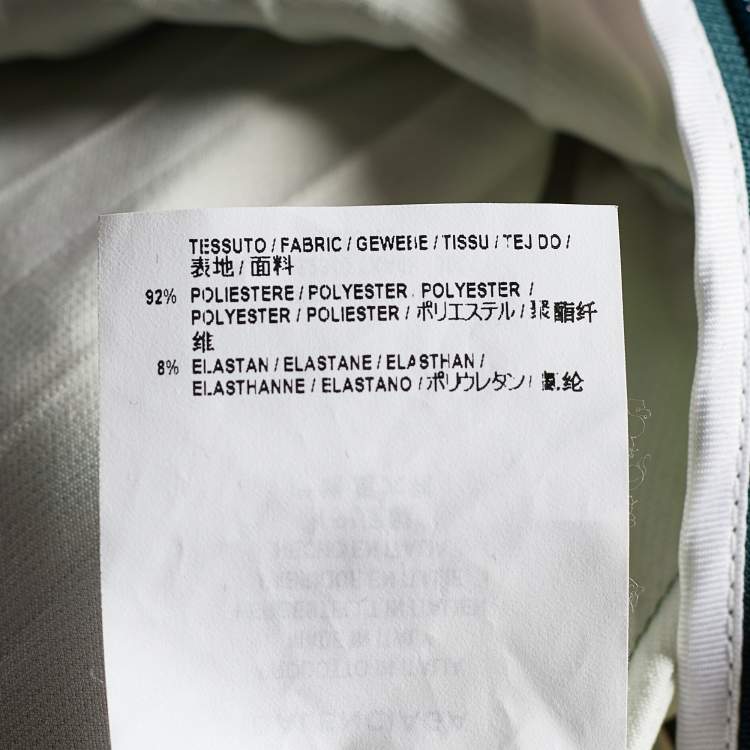 TESSUTO / FABRIC / GEWEBE / TISSU / TEJIDO /
表地 / 面料
92% POLIESTERE / POLYESTER / POLYESTER /
POLYESTER / POLIESTER / ポリエステル / 聚酯纤
维
8% ELASTAN / ELASTANE / ELASTHAN /
ELASTHANNE / ELASTANO / ポリウレタン / 氨纶
BALENCIAGA